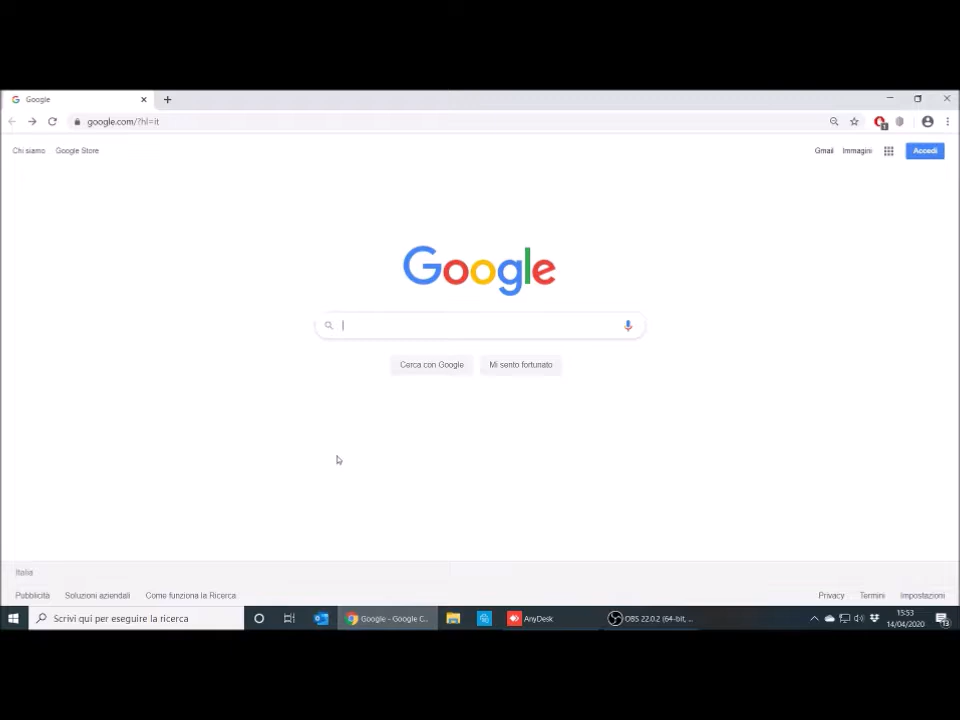 Google
google.com/?hl=it
1
Chi siamo Google Store Gmail Immagini Accedi
Google
Cerca con Google Mi sento fortunato
Italia
Pubblicità Soluzioni aziendali Come funziona la Ricerca Privacy Termini Impostazioni
Scrivi qui per eseguire la ricerca Google - Google C... AnyDesk OBS 22.0.2 (64-bit, ... 15:53
14/04/2020